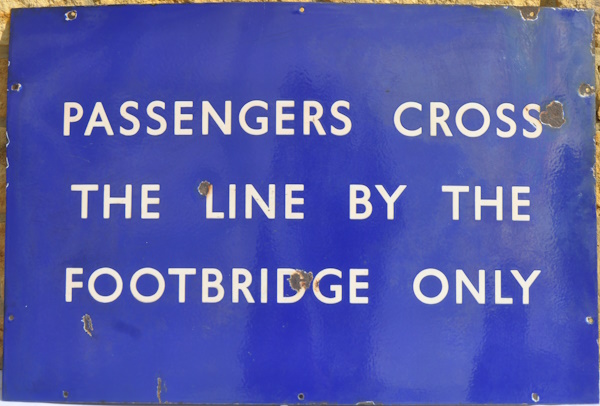 PASSENGERS CROSS
THE LINE BY THE
FOOTBRIDGE ONLY